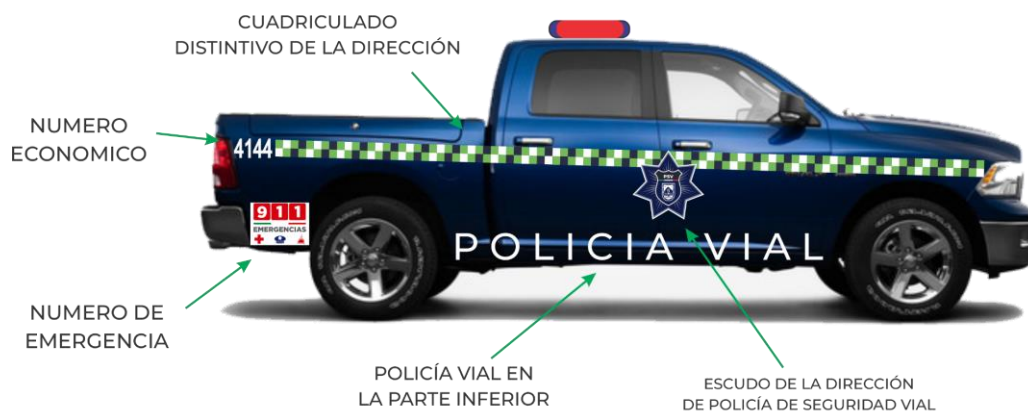 CUADRICULADO
DISTINTIVO DE LA DIRECCIÓN
NUMERO
ECONOMICO
4144
PSV
911
EMERGENCIAS
POLICIA VIAL
NUMERO DE
EMERGENCIA
POLICÍA VIAL EN
LA PARTE INFERIOR
ESCUDO DE LA DIRECCIÓN
DE POLICÍA DE SEGURIDAD VIAL